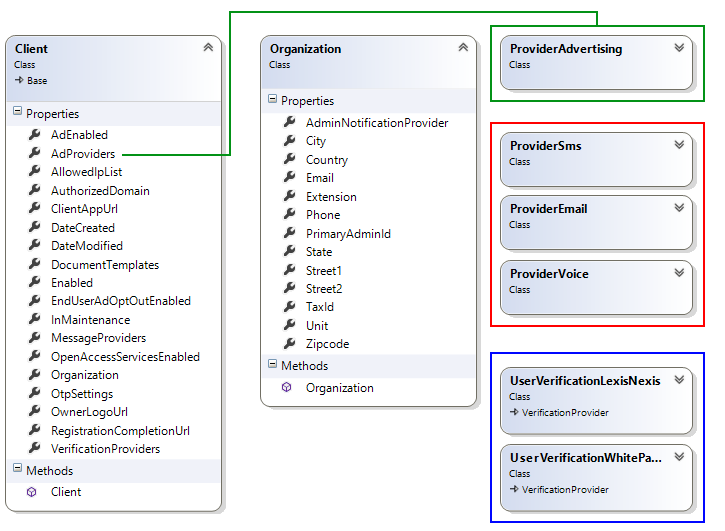 Client
Class
Base
Properties
AdEnabled
AdProviders
AllowedIpList
AuthorizedDomain
ClientAppUrl
DateCreated
DateModified
DocumentTemplates
Enabled
EndUserAdOptOutEnabled
InMaintenance
MessageProviders
OpenAccessServicesEnabled
Organization
OtpSettings
OwnerLogoUrl
RegistrationCompletionUrl
VerificationProviders
Methods
Client
Organization
Class
Properties
AdminNotificationProvider
City
Country
Email
Extension
Phone
PrimaryAdminId
State
Street1
Street2
TaxId
Unit
Zipcode
Methods
Organization
ProviderAdvertising
Class
ProviderSms
Class
ProviderEmail
Class
ProviderVoice
Class
UserVerificationLexisNexis
Class
VerificationProvider
UserVerificationWhitePa...
Class
VerificationProvider